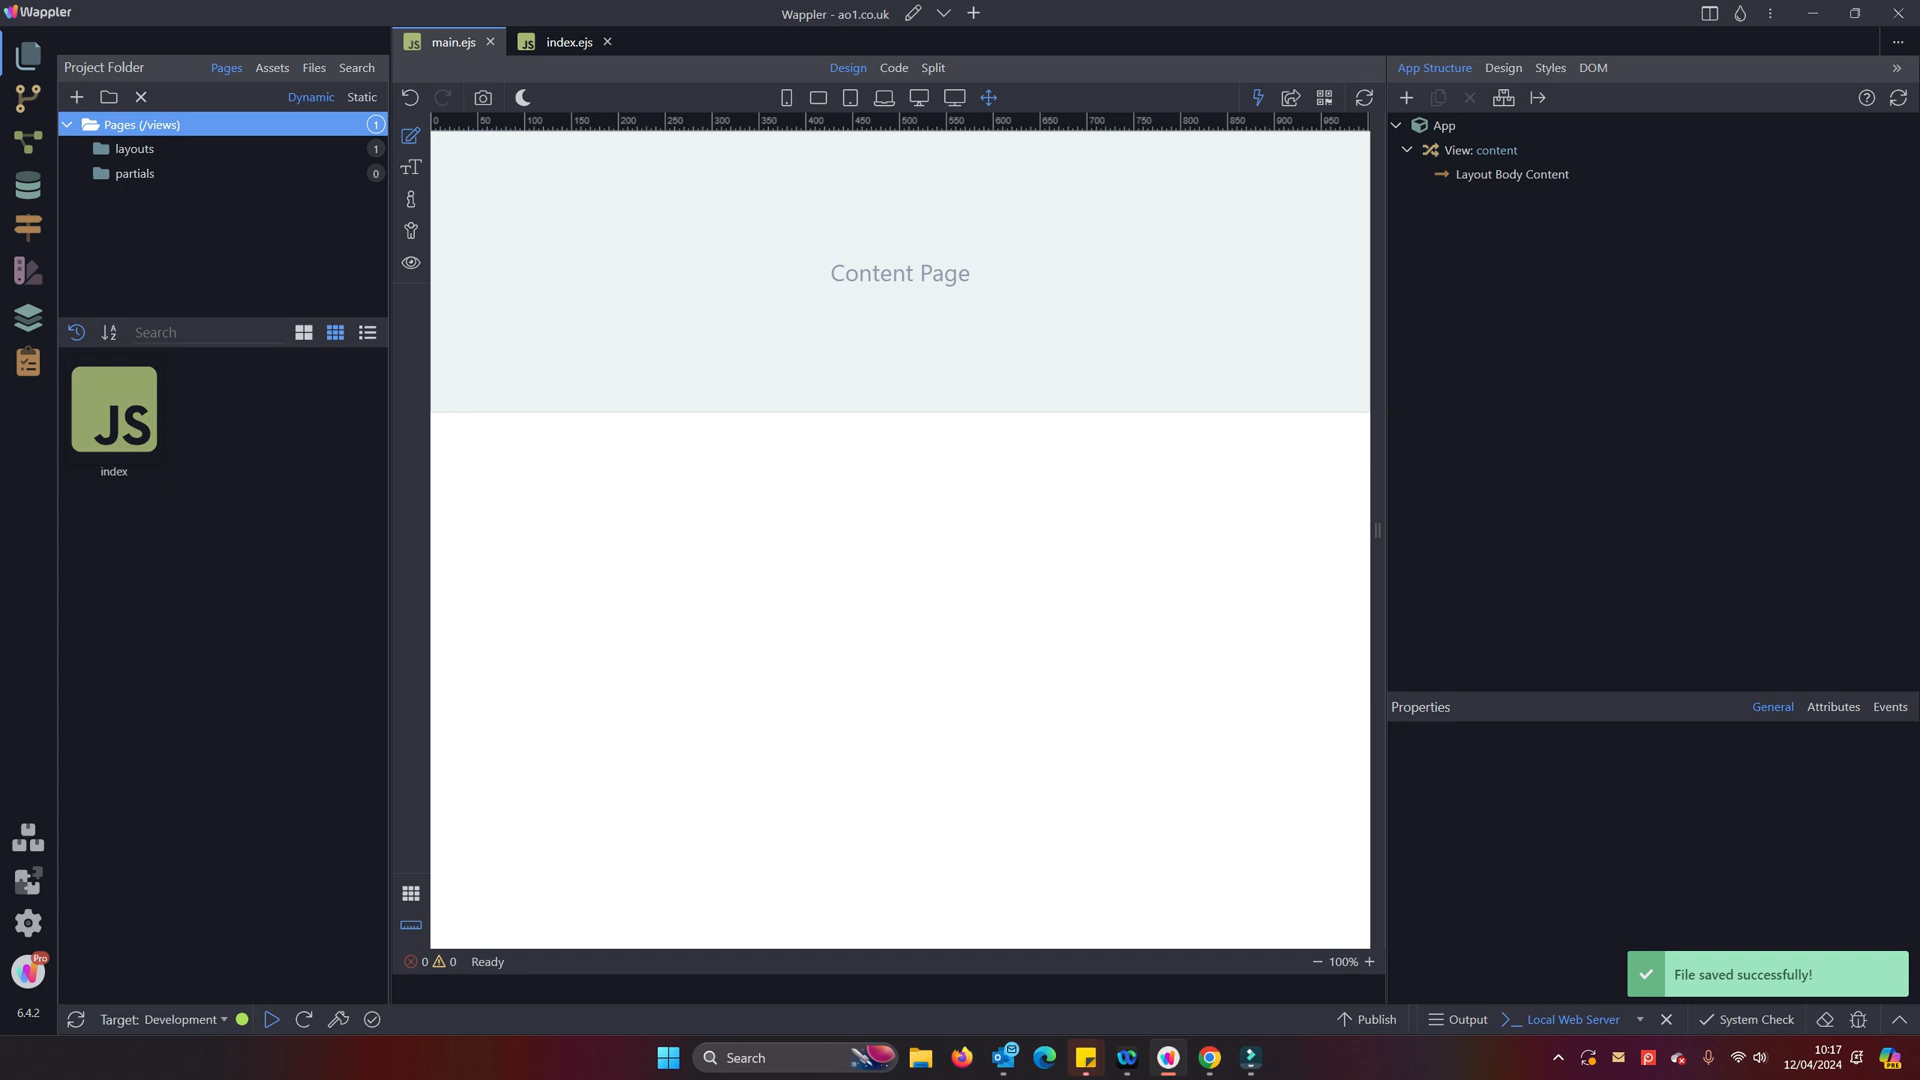 Wappler
Wappler - ao1.co.uk
JS main.ejs
JS index.ejs
Project Folder
Pages Assets Files Search
Design Code Split
App Structure Design Styles DOM
Dynamic Static
Pages (/views) 1
layouts 1
partials 0
0 50 100 150 200 250 300 350 400 450 500 550 600 650 700 750 800 850 900 950
App
View: content
Layout Body Content
Content Page
Search
JS
index
Properties General Attributes Events
Pro
6.4.2
0 0 Ready
100%
File saved successfully!
Target: Development
Publish Output Local Web Server System Check
Search
10:17
12/04/2024